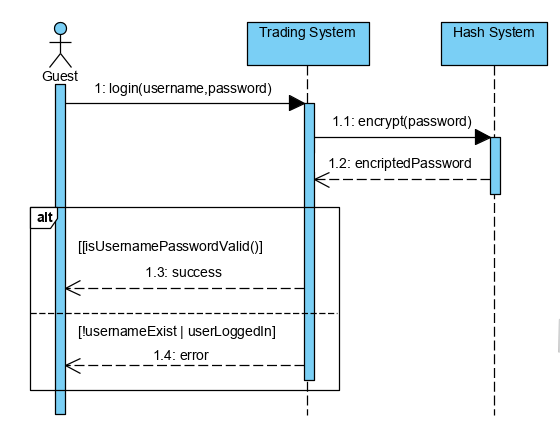 Trading System
Hash System
Guest
1: login(username,password)
1.1: encrypt(password)
1.2: encriptedPassword
alt
[[isUsernamePasswordValid()]
1.3: success
[!usernameExist | userLoggedIn]
1.4: error